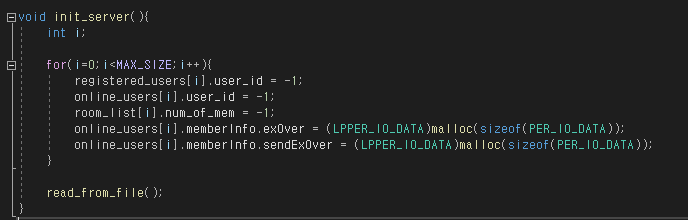 void init_server(){
    int i;

    for(i=0;i<MAX_SIZE;i++){
        registered_users[i].user_id = -1;
        online_users[i].user_id = -1;
        room_list[i].num_of_mem = -1;
        online_users[i].memberInfo.exOver = (LPPER_IO_DATA)malloc(sizeof(PER_IO_DATA));
        online_users[i].memberInfo.sendExOver = (LPPER_IO_DATA)malloc(sizeof(PER_IO_DATA));
    }

    read_from_file();
}